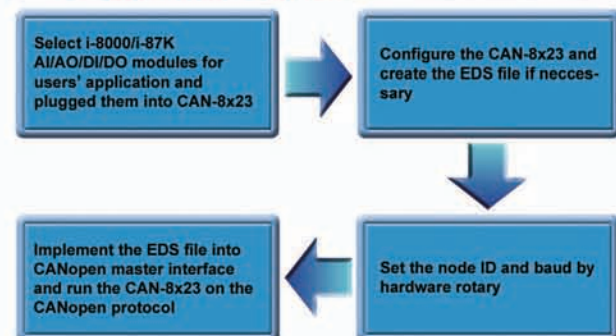 Select i-8000/i-87K
AI/AO/DI/DO modules for
users' application and
plugged them into CAN-8x23
Configure the CAN-8x23 and
create the EDS file if necces-
sary
Set the node ID and baud by
hardware rotary
Implement the EDS file into
CANopen master interface
and run the CAN-8x23 on the
CANopen protocol